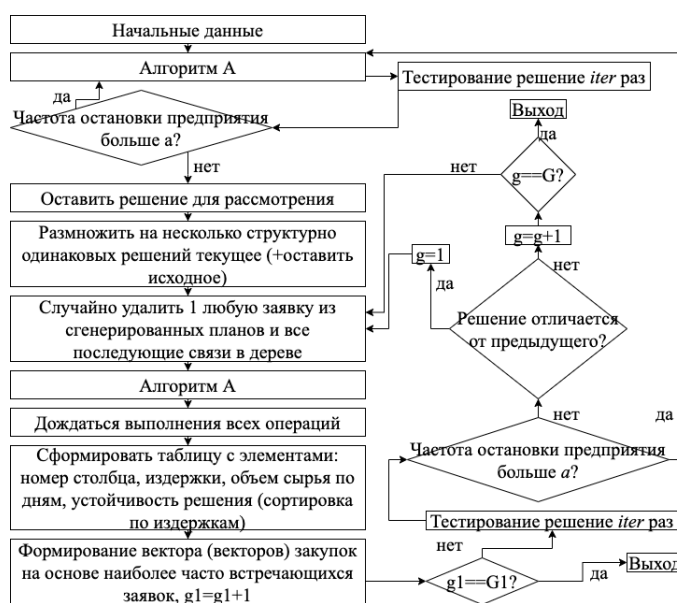 Начальные данные
Алгоритм А
Тестирование решение iter раз
да
Частота остановки предприятия
больше a?
нет
Оставить решение для рассмотрения
Размножить на несколько структурно
одинаковых решений текущее (+оставить
исходное)
Случайно удалить 1 любую заявку из
сгенерированных планов и все
последующие связи в дереве
Алгоритм А
Дождаться выполнения всех операций
Сформировать таблицу с элементами:
номер столбца, издержки, объем сырья по
дням, устойчивость решения (сортировка
по издержкам)
Формирование вектора (векторов) закупок
на основе наиболее часто встречающихся
заявок, g1=g1+1
g1==G1?
да
Выход
нет
Тестирование решение iter раз
Частота остановки предприятия
больше a?
да
нет
Решение отличается
от предыдущего?
да
g=1
нет
g=g+1
g==G?
нет
да
Выход